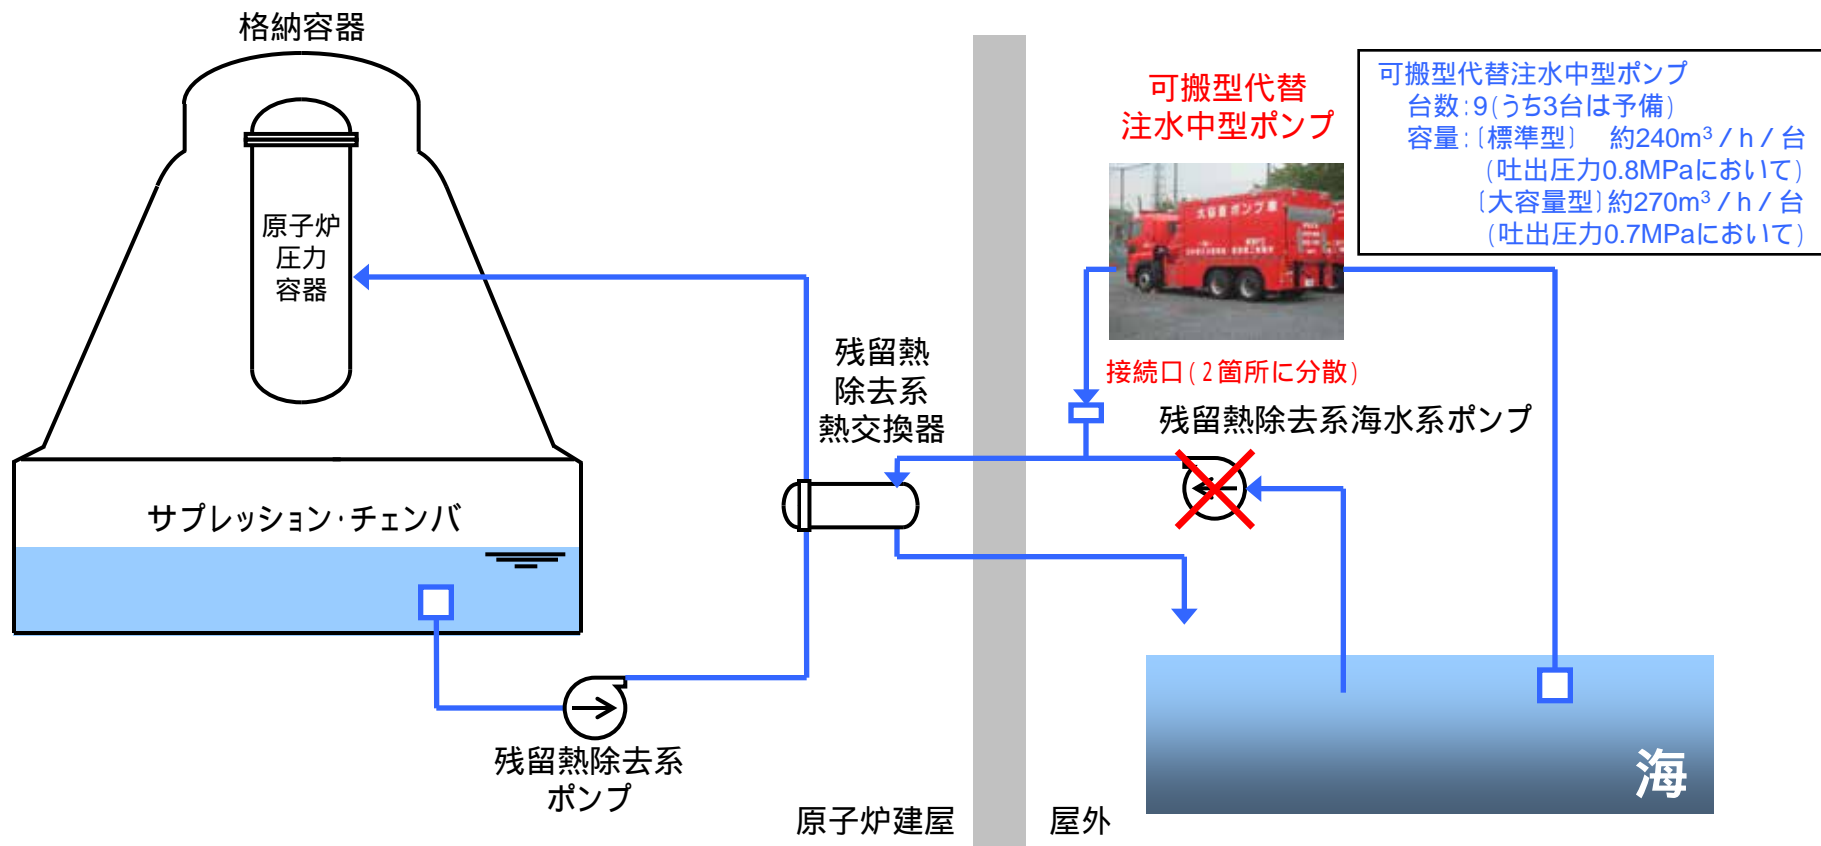 格納容器
原子炉
圧力
容器
サプレッション・チェンバ
残留熱除去系
ポンプ
残留熱
除去系
熱交換器
原子炉建屋
屋外
可搬型代替
注水中型ポンプ
大容量ポンプ車
接続口(2箇所に分散)
残留熱除去系海水系ポンプ
海
可搬型代替注水中型ポンプ
台数:9(うち3台は予備)
容量:〔標準型〕 約240m³/h/台
(吐出圧力0.8MPaにおいて)
〔大容量型〕約270m³/h/台
(吐出圧力0.7MPaにおいて)